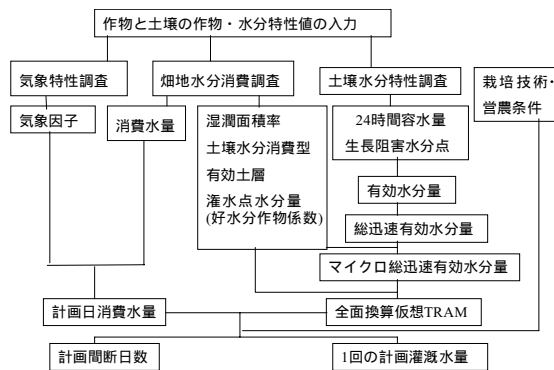 作物と土壌の作物・水分特性値の入力
気象特性調査
畑地水分消費調査
土壌水分特性調査
栽培技術・
営農条件
気象因子
消費水量
湿潤面積率
土壌水分消費型
有効土層
潅水点水分量
(好水分作物係数)
24時間容水量
生長阻害水分点
有効水分量
総迅速有効水分量
マイクロ総迅速有効水分量
計画日消費水量
全面換算仮想TRAM
計画間断日数
1回の計画灌漑水量